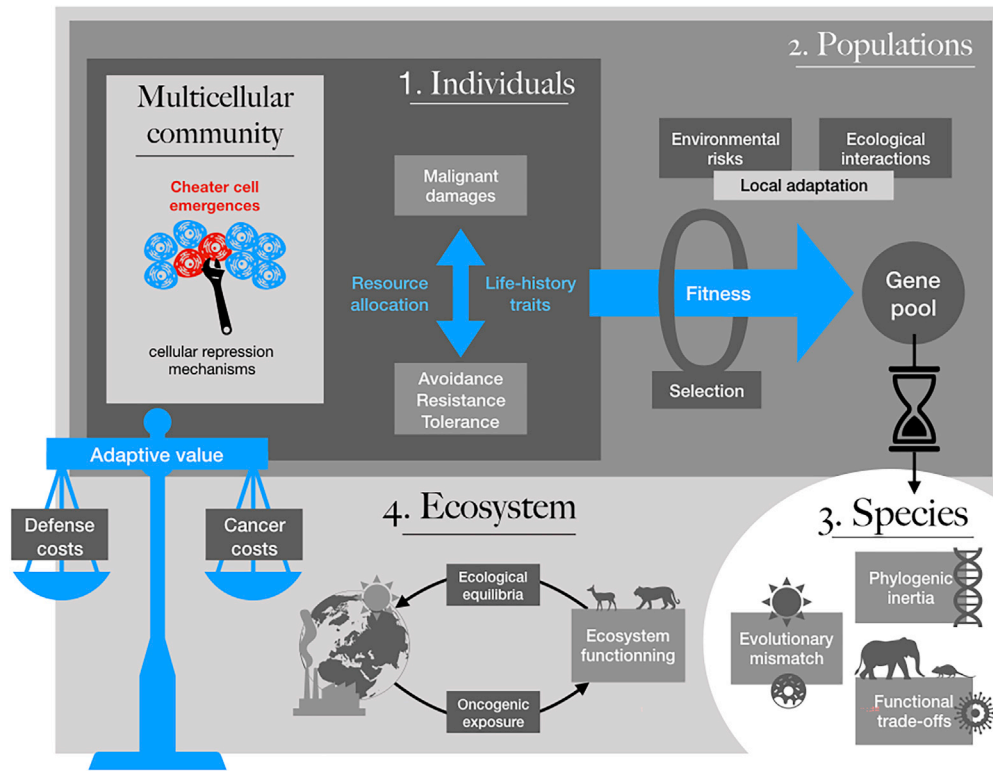 2. Populations
1. Individuals
Multicellular
community
Cheater cell
emergences
cellular repression
mechanisms
Malignant
damages
Resource
allocation
Life-history
traits
Avoidance
Resistance
Tolerance
Environmental
risks
Ecological
interactions
Local adaptation
Fitness
Selection
Gene
pool
Adaptive value
Defense
costs
Cancer
costs
4. Ecosystem
Ecological
equilibria
Ecosystem
functionning
Oncogenic
exposure
3. Species
Phylogenic
inertia
Evolutionary
mismatch
Functional
trade-offs